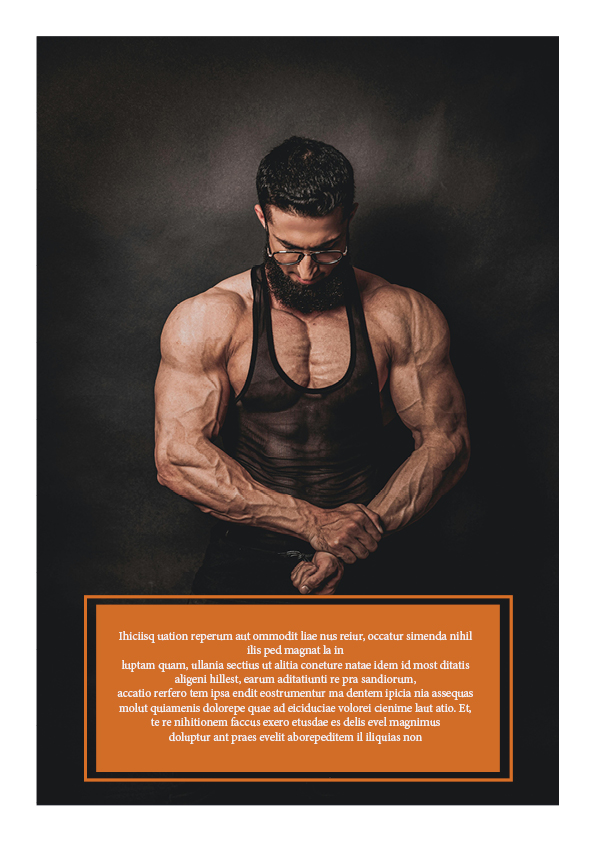 Ihiciisq uation reperum aut ommodit liae nus reiur, occatur simenda nihil
ilis ped magnat la in
luptam quam, ullania sectius ut alitia coneture natae idem id most ditatis
aligeni hillest, earum aditatiunti re pra sandiorum,
accatio rerfero tem ipsa endit eostrumentur ma dentem ipicia nia assequas
molut quiamenis dolorepe quae ad eiciduciae volorei cienime laut atio. Et,
te re nihitionem faccus exero etusdae es delis evel magnimus
doluptur ant praes evelit aborepeditem il iliquias non